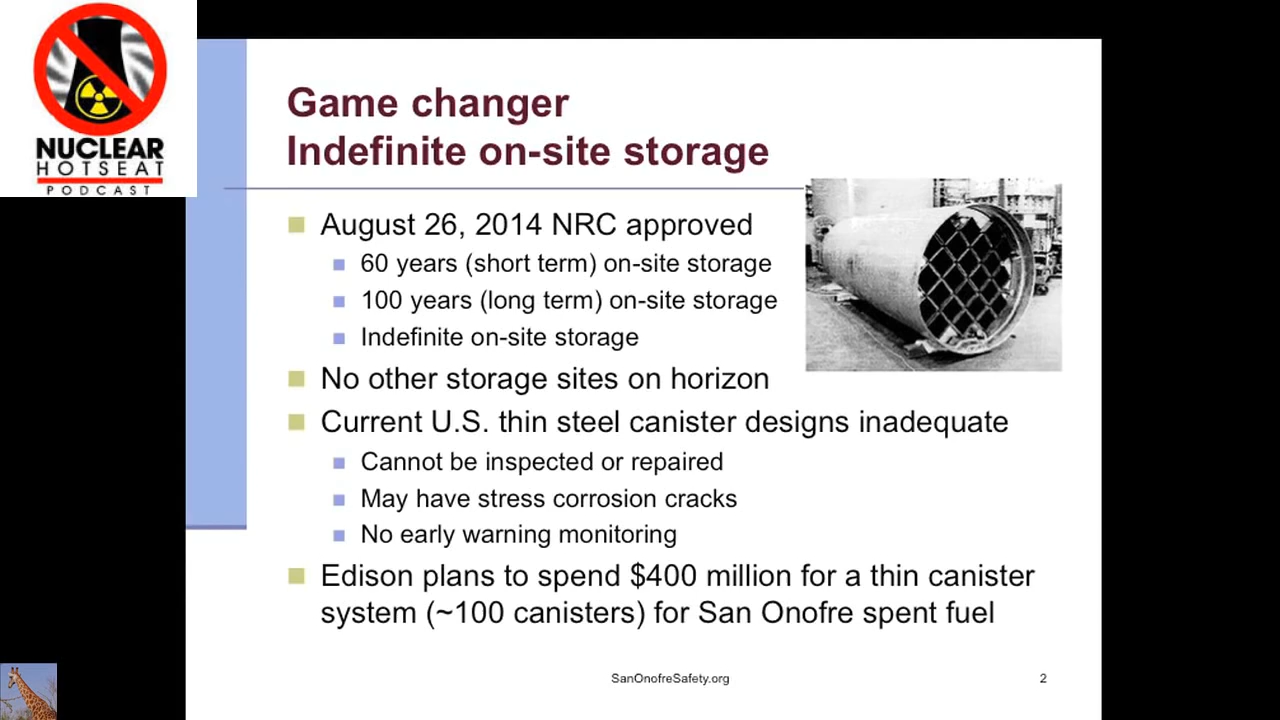 NUCLEAR
HOTSEAT
PODCAST
Game changer
Indefinite on-site storage
August 26, 2014 NRC approved
60 years (short term) on-site storage
100 years (long term) on-site storage
Indefinite on-site storage
No other storage sites on horizon
Current U.S. thin steel canister designs inadequate
Cannot be inspected or repaired
May have stress corrosion cracks
No early warning monitoring
Edison plans to spend $400 million for a thin canister
system (~100 canisters) for San Onofre spent fuel
SanOnofreSafety.org
2